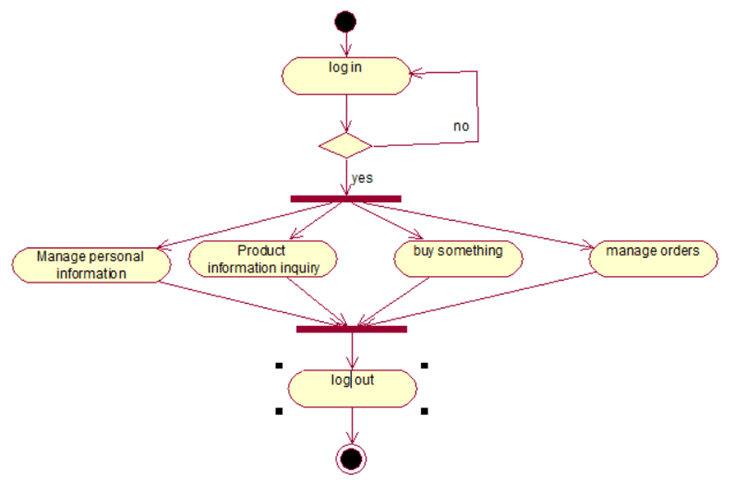 log in
no
yes
Manage personal
information
Product
information inquiry
buy something
manage orders
log out